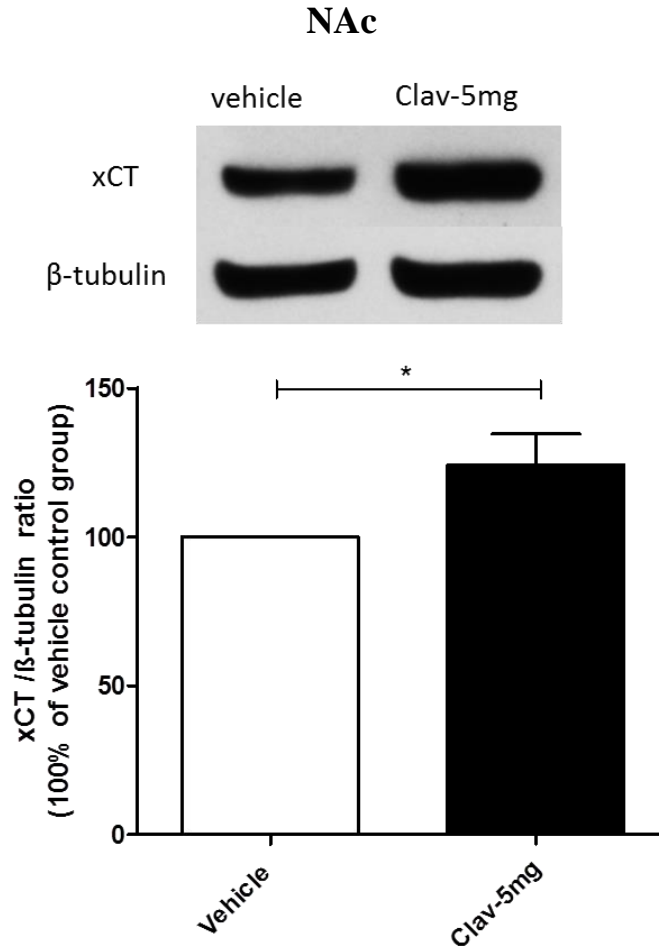 NAc
vehicle Clav-5mg
xCT
β-tubulin
150
*
100
50
0
xCT /ß-tubulin ratio
(100% of vehicle control group)
Vehicle
Clav-5mg